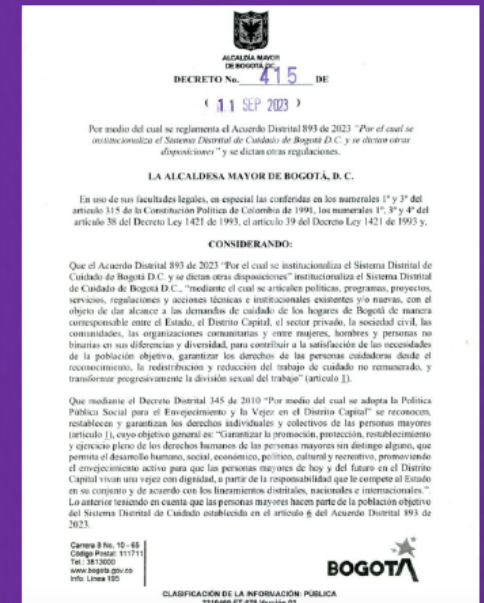 ALCALDÍA MAYOR
DE BOGOTÁ D.C.
DECRETO No. 415 DE
( 11 SEP 2023 )
Por medio del cual se reglamenta el Acuerdo Distrital 893 de 2023 "Por el cual se
institucionaliza el Sistema Distrital de Cuidado de Bogotá D.C. y se dictan otras
disposiciones" y se dictan otras regulaciones.
LA ALCALDESA MAYOR DE BOGOTÁ, D. C.
En uso de sus facultades legales, en especial las conferidas en los numerales 1º y 3º del
artículo 315 de la Constitución Política de Colombia de 1991, los numerales 1º, 3º y 4º del
artículo 38 del Decreto Ley 1421 de 1993, el artículo 39 del Decreto Ley 1421 de 1993 y,
CONSIDERANDO:
Que el Acuerdo Distrital 893 de 2023 "Por el cual se institucionaliza el Sistema Distrital de
Cuidado de Bogotá D.C. y se dictan otras disposiciones" institucionaliza el Sistema Distrital
de Cuidado de Bogotá D.C., "mediante el cual se articulen políticas, programas, proyectos,
servicios, regulaciones y acciones técnicas e institucionales existentes y/o nuevas, con el
objeto de dar alcance a las demandas de cuidado de los hogares de Bogotá de manera
corresponsable entre el Estado, el Distrito Capital, el sector privado, la sociedad civil, las
comunidades, las organizaciones comunitarias y entre mujeres, hombres y personas no
binarias en sus diferencias y diversidad, para contribuir a la satisfacción de las necesidades
de la población objetivo, garantizar los derechos de las personas cuidadoras desde el
reconocimiento, la redistribución y reducción del trabajo de cuidado no remunerado, y
transformar progresivamente la división sexual del trabajo" (artículo 1).
Que mediante el Decreto Distrital 345 de 2010 "Por medio del cual se adopta la Política
Pública Social para el Envejecimiento y la Vejez en el Distrito Capital" se reconocen,
restablecen y garantizan los derechos individuales y colectivos de las personas mayores
(artículo 1), cuyo objetivo general es: "Garantizar la promoción, protección, restablecimiento
y ejercicio pleno de los derechos humanos de las personas mayores sin distingo alguno, que
permita el desarrollo humano, social, económico, político, cultural y recreativo, promoviendo
el envejecimiento activo para que las personas mayores de hoy y del futuro en el Distrito
Capital vivan una vejez con dignidad, a partir de la responsabilidad que le compete al Estado
en su conjunto y de acuerdo con los lineamientos distritales, nacionales e internacionales.".
Lo anterior teniendo en cuenta que las personas mayores hacen parte de la población objetivo
del Sistema Distrital de Cuidado establecida en el artículo 6 del Acuerdo Distrital 893 de
2023.
Carrera 8 No. 10 - 65
Código Postal: 111711
Tel.: 3813000
www.bogota.gov.co
Info: Línea 195
BOGOTÁ
CLASIFICACIÓN DE LA INFORMACIÓN: PÚBLICA